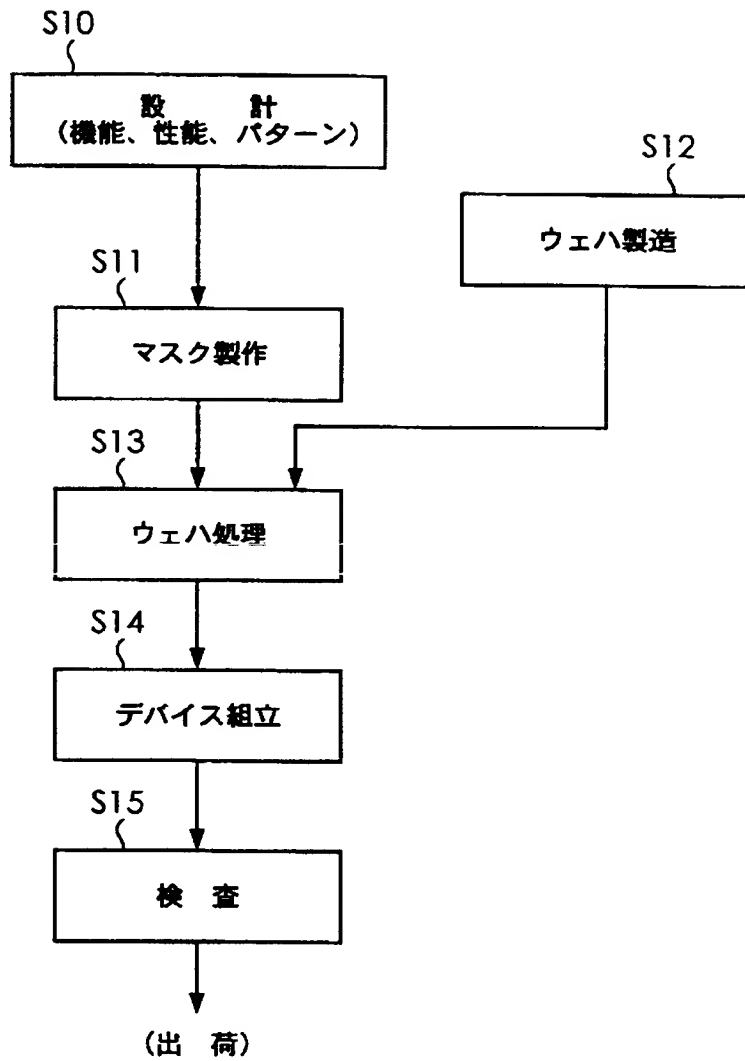 S10
設 計
(機能、性能、パターン)
S12
ウェハ製造
S11
マスク製作
S13
ウェハ処理
S14
デバイス組立
S15
検 査
(出 荷)